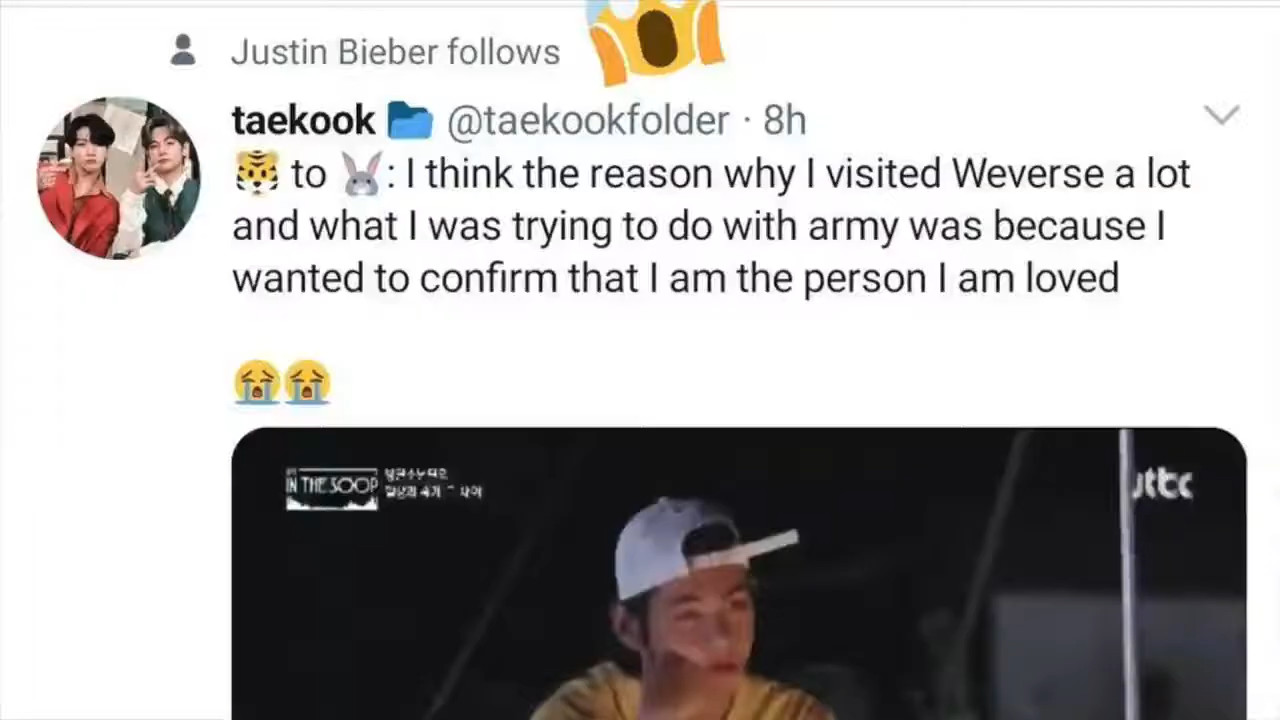 Justin Bieber follows
taekook 📁 @taekookfolder · 8h
🐯 to 🐰: I think the reason why I visited Weverse a lot
and what I was trying to do with army was because I
wanted to confirm that I am the person I am loved
😭😭
IN THE SOOP
jtbc